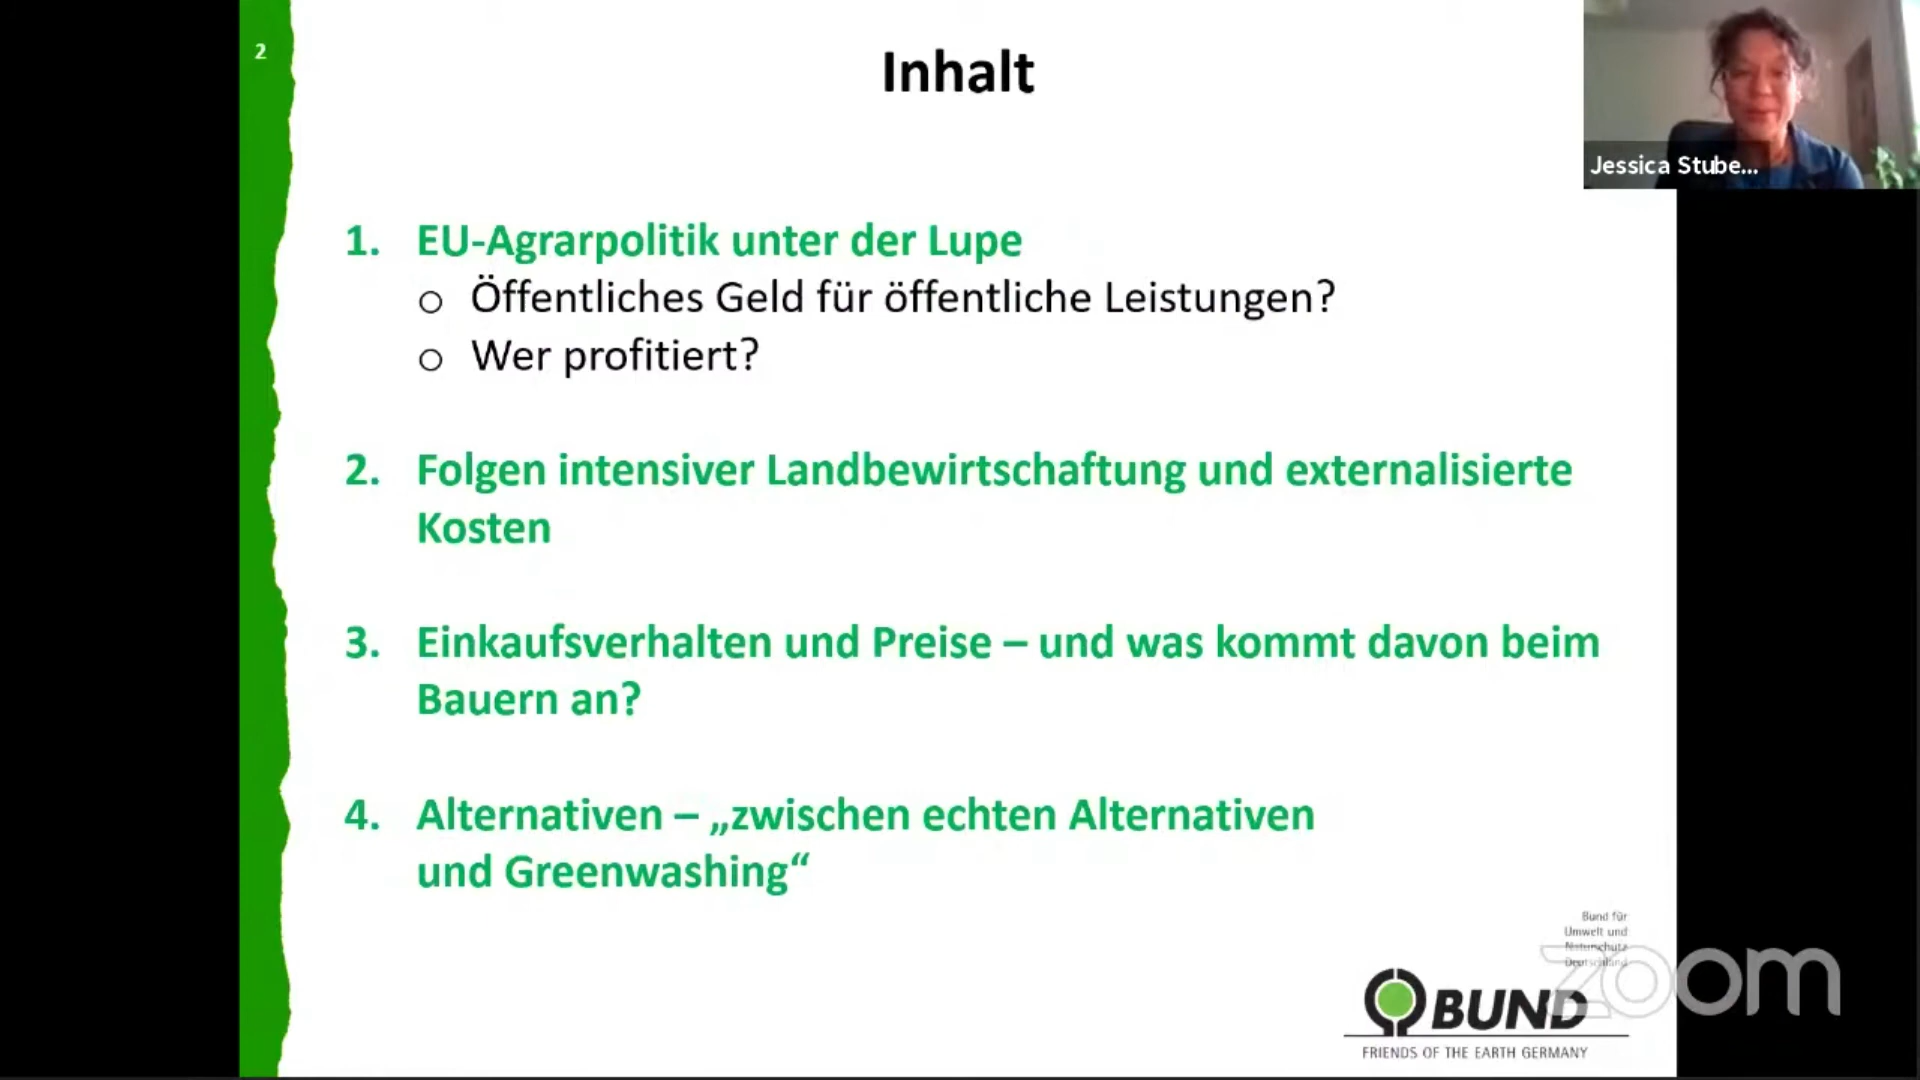 2
Inhalt
Jessica Stube...
1. EU-Agrarpolitik unter der Lupe
o Öffentliches Geld für öffentliche Leistungen?
o Wer profitiert?
2. Folgen intensiver Landbewirtschaftung und externalisierte
Kosten
3. Einkaufsverhalten und Preise – und was kommt davon beim
Bauern an?
4. Alternativen – „zwischen echten Alternativen
und Greenwashing“
Bund für
Umwelt und
Naturschutz
Deutschland
zoom
BUND
FRIENDS OF THE EARTH GERMANY